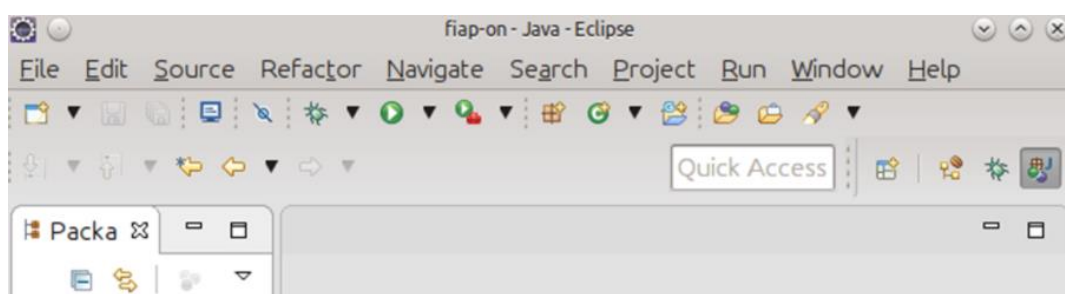 fiap-on - Java - Eclipse
File Edit Source Refactor Navigate Search Project Run Window Help
Quick Access
Packa